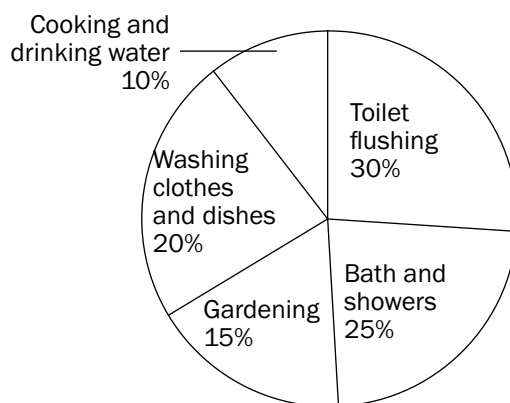 Cooking and
drinking water
10%
Toilet
flushing
30%
Washing
clothes
and dishes
20%
Bath and
showers
25%
Gardening
15%